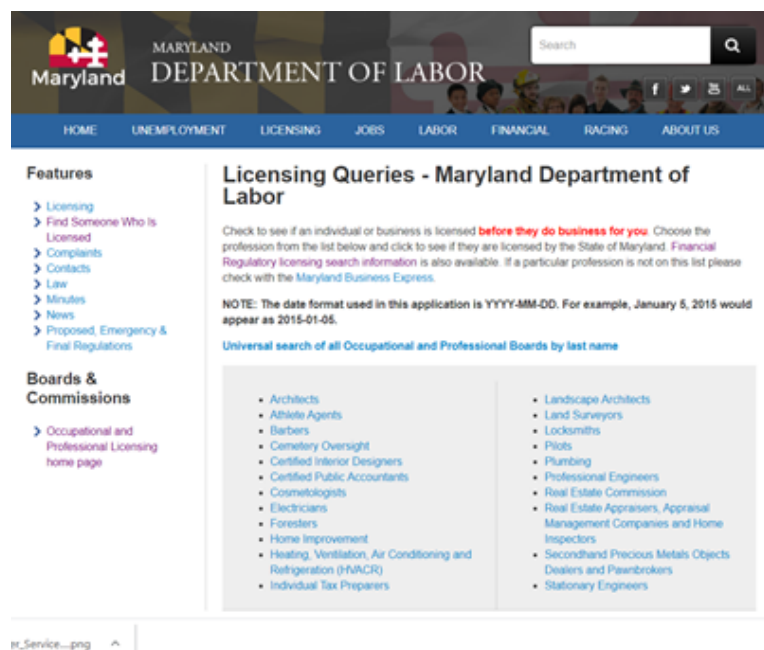 Maryland
MARYLAND
DEPARTMENT OF LABOR
Search
f
ALL
HOME UNEMPLOYMENT LICENSING JOBS LABOR FINANCIAL RACING ABOUT US
Features
Licensing
Find Someone Who Is
Licensed
Complaints
Contacts
Law
Minutes
News
Proposed, Emergency &
Final Regulations
Boards &
Commissions
Occupational and
Professional Licensing
home page
Licensing Queries - Maryland Department of
Labor
Check to see if an individual or business is licensed before they do business for you. Choose the
profession from the list below and click to see if they are licensed by the State of Maryland. Financial
Regulatory licensing search information is also available. If a particular profession is not on this list please
check with the Maryland Business Express.
NOTE: The date format used in this application is YYYY-MM-DD. For example, January 5, 2015 would
appear as 2015-01-05.
Universal search of all Occupational and Professional Boards by last name
• Architects
• Athlete Agents
• Barbers
• Cemetery Oversight
• Certified Interior Designers
• Certified Public Accountants
• Cosmetologists
• Electricians
• Foresters
• Home Improvement
• Heating, Ventilation, Air Conditioning and
Refrigeration (HVACR)
• Individual Tax Preparers
• Landscape Architects
• Land Surveyors
• Locksmiths
• Pilots
• Plumbing
• Professional Engineers
• Real Estate Commission
• Real Estate Appraisers, Appraisal
Management Companies and Home
Inspectors
• Secondhand Precious Metals Objects
Dealers and Pawnbrokers
• Stationary Engineers
er_Service....png